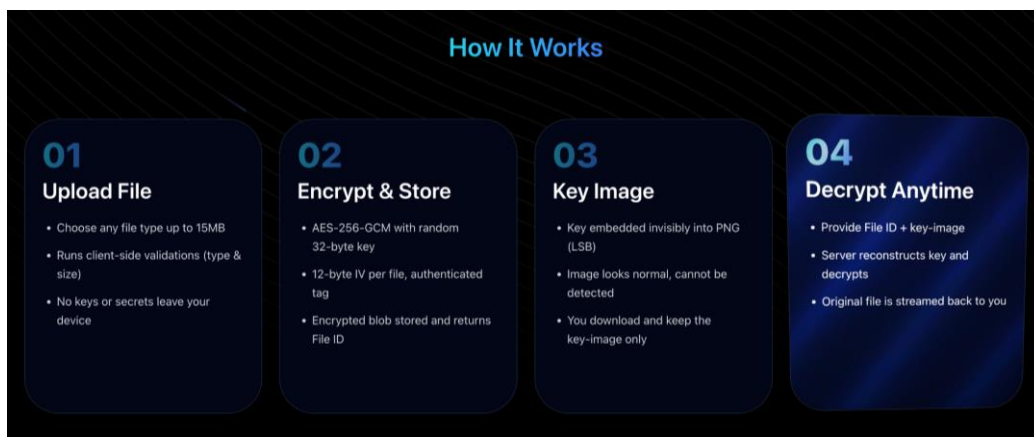 How It Works
01
Upload File
• Choose any file type up to 15MB
• Runs client-side validations (type &
size)
• No keys or secrets leave your
device
02
Encrypt & Store
• AES-256-GCM with random
32-byte key
• 12-byte IV per file, authenticated
tag
• Encrypted blob stored and returns
File ID
03
Key Image
• Key embedded invisibly into PNG
(LSB)
• Image looks normal, cannot be
detected
• You download and keep the
key-image only
04
Decrypt Anytime
• Provide File ID + key-image
• Server reconstructs key and
decrypts
• Original file is streamed back to you